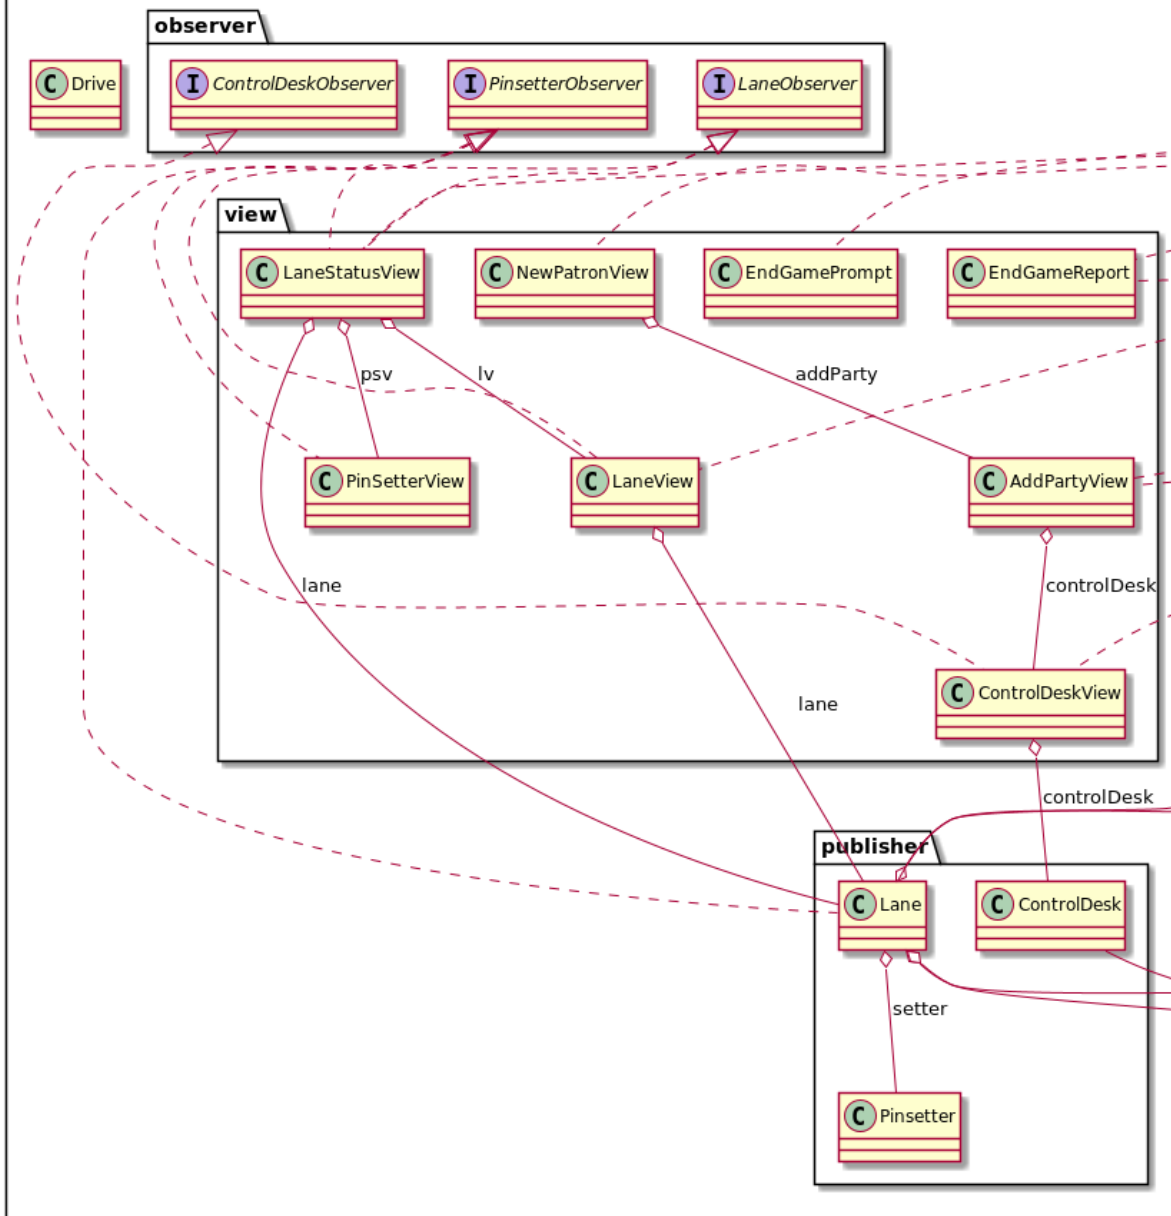 observer
C Drive
I ControlDeskObserver
I PinsetterObserver
I LaneObserver
view
C LaneStatusView
C NewPatronView
C EndGamePrompt
C EndGameReport
psv
lv
addParty
C PinSetterView
C LaneView
C AddPartyView
lane
controlDesk
C ControlDeskView
lane
controlDesk
publisher
C Lane
C ControlDesk
setter
C Pinsetter